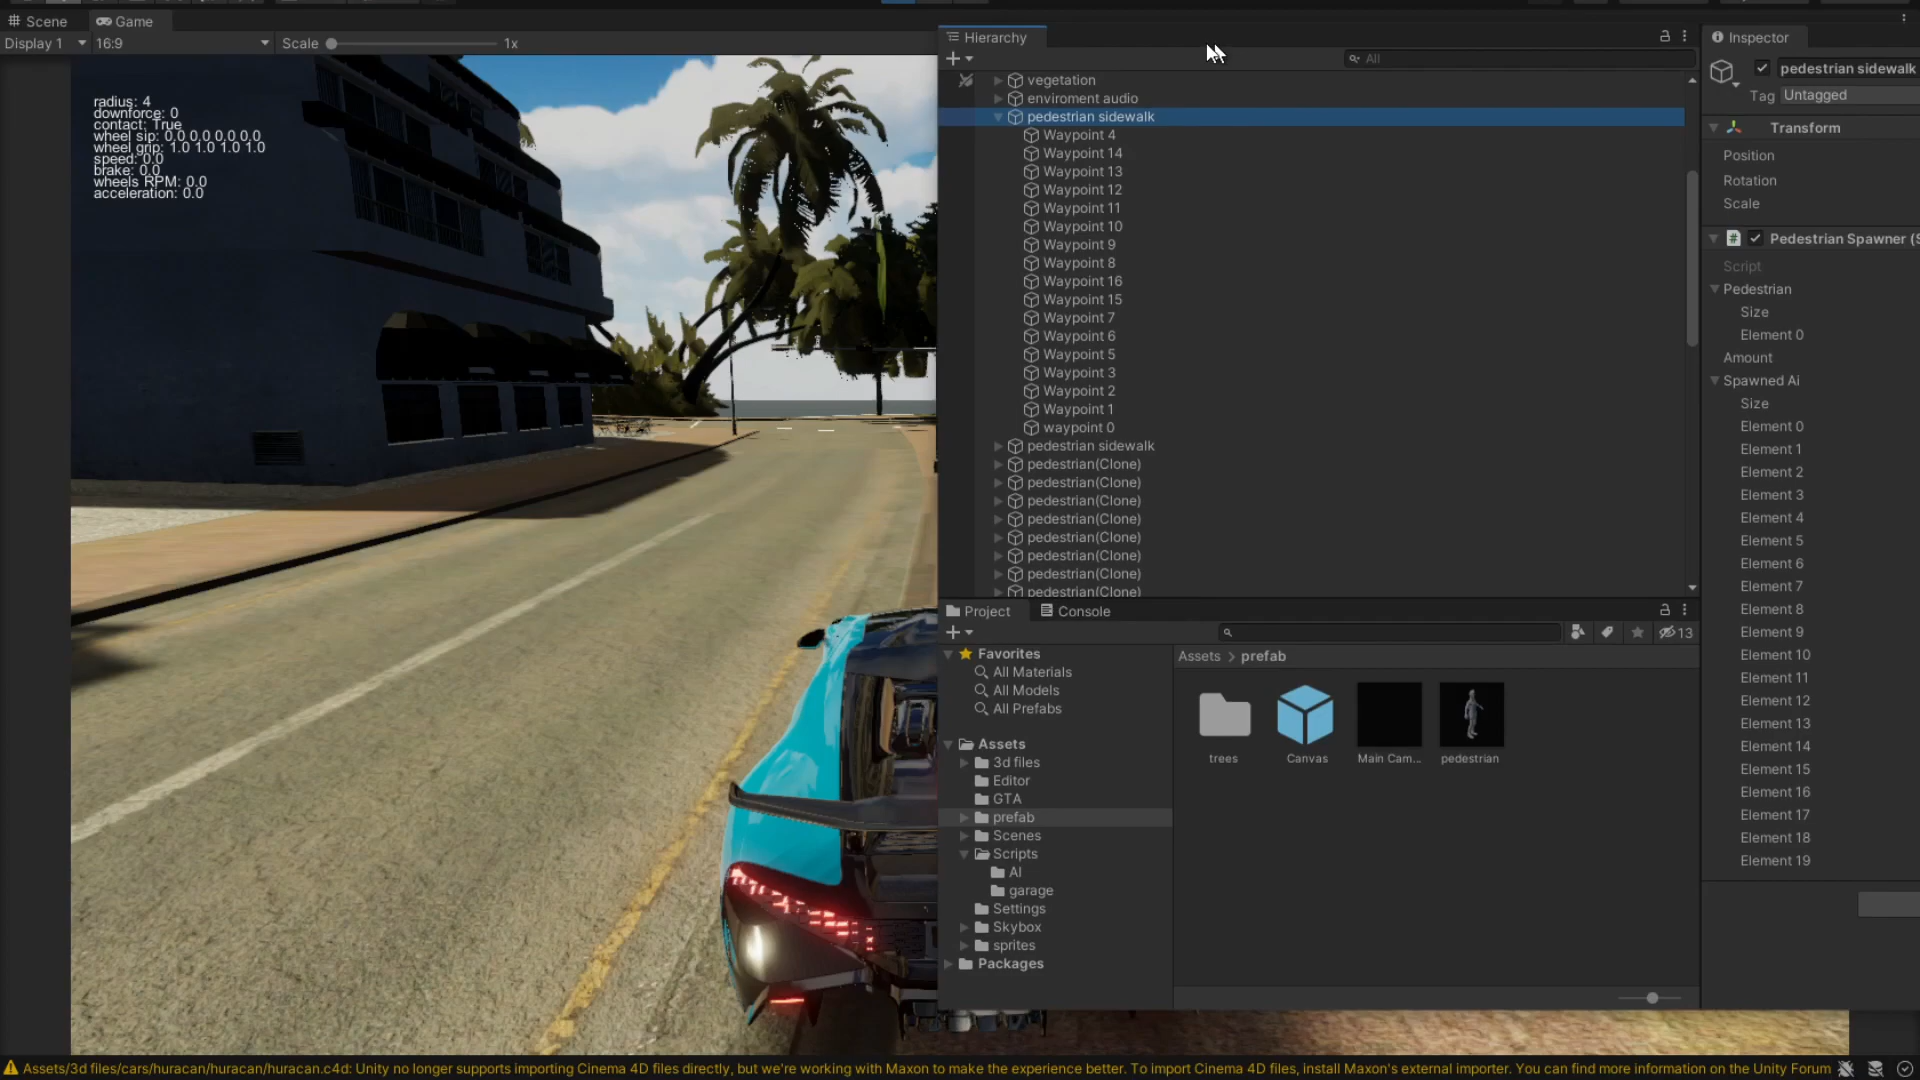 Scene
Game
Display 1
16:9
Scale
1x
radius: 4
downforce: 0
contact: True
wheel sip: 0.0 0.0 0.0 0.0
wheel grip: 1.0 1.0 1.0 1.0
speed: 0.0
brake: 0.0
wheels RPM: 0.0
acceleration: 0.0
Hierarchy
All
vegetation
enviroment audio
pedestrian sidewalk
Waypoint 4
Waypoint 14
Waypoint 13
Waypoint 12
Waypoint 11
Waypoint 10
Waypoint 9
Waypoint 8
Waypoint 16
Waypoint 15
Waypoint 7
Waypoint 6
Waypoint 5
Waypoint 3
Waypoint 2
Waypoint 1
waypoint 0
pedestrian sidewalk
pedestrian(Clone)
pedestrian(Clone)
pedestrian(Clone)
pedestrian(Clone)
pedestrian(Clone)
pedestrian(Clone)
pedestrian(Clone)
pedestrian(Clone)
Project
Console
13
Favorites
All Materials
All Models
All Prefabs
Assets
3d files
Editor
GTA
prefab
Scenes
Scripts
AI
garage
Settings
Skybox
sprites
Packages
Assets > prefab
trees
Canvas
Main Cam...
pedestrian
Inspector
pedestrian sidewalk
Tag Untagged
Transform
Position
Rotation
Scale
Pedestrian Spawner (S
Script
Pedestrian
Size
Element 0
Amount
Spawned Ai
Size
Element 0
Element 1
Element 2
Element 3
Element 4
Element 5
Element 6
Element 7
Element 8
Element 9
Element 10
Element 11
Element 12
Element 13
Element 14
Element 15
Element 16
Element 17
Element 18
Element 19
Assets/3d files/cars/huracan/huracan/huracan.c4d: Unity no longer supports importing Cinema 4D files directly, but we're working with Maxon to make the experience better. To import Cinema 4D files, install Maxon's external importer. You can find more information on the Unity Forum